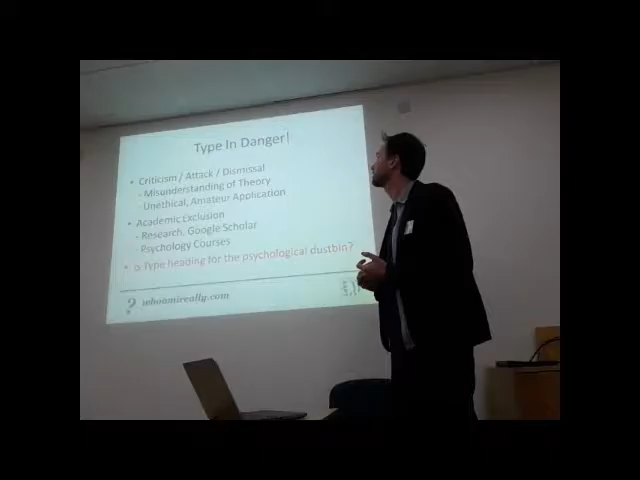 Type In Danger!
• Criticism / Attack / Dismissal
- Misunderstanding of Theory
- Unethical, Amateur Application
• Academic Exclusion
- Research, Google Scholar
- Psychology Courses
• Is Type heading for the psychological dustbin?
? whoamireally.com